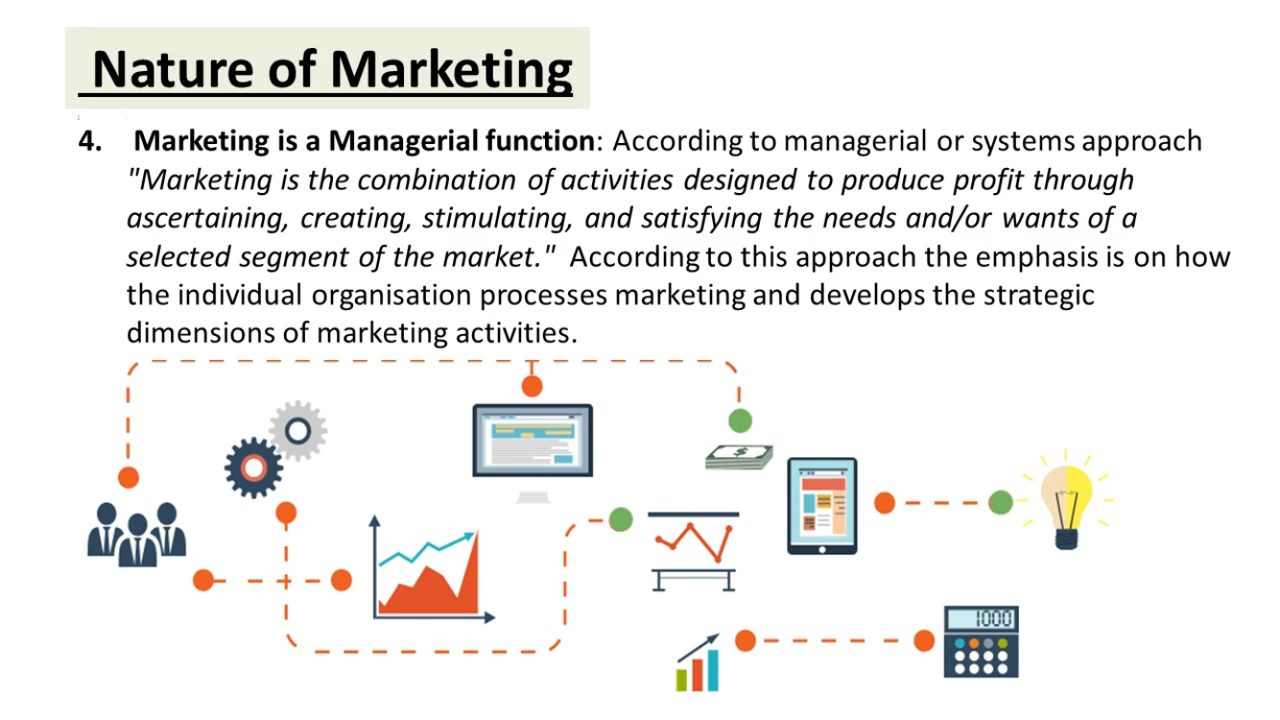 Nature of Marketing
4. Marketing is a Managerial function: According to managerial or systems approach
"Marketing is the combination of activities designed to produce profit through
ascertaining, creating, stimulating, and satisfying the needs and/or wants of a
selected segment of the market." According to this approach the emphasis is on how
the individual organisation processes marketing and develops the strategic
dimensions of marketing activities.
$
1000